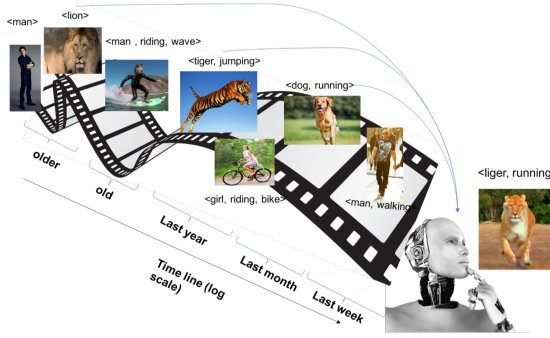 <man>
<lion>
<man , riding, wave>
<tiger, jumping>
<dog, running>
<liger, running
<girl, riding, bike>
<man, walking>
older
old
Last year
Last month
Last week
Time line (log
scale)